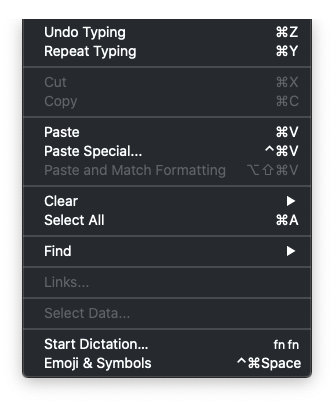 Undo Typing ⌘Z
Repeat Typing ⌘Y
Cut ⌘X
Copy ⌘C
Paste ⌘V
Paste Special... ^⌘V
Paste and Match Formatting ⌥⇧⌘V
Clear ▶
Select All ⌘A
Find ▶
Links...
Select Data...
Start Dictation... fn fn
Emoji & Symbols ^⌘Space